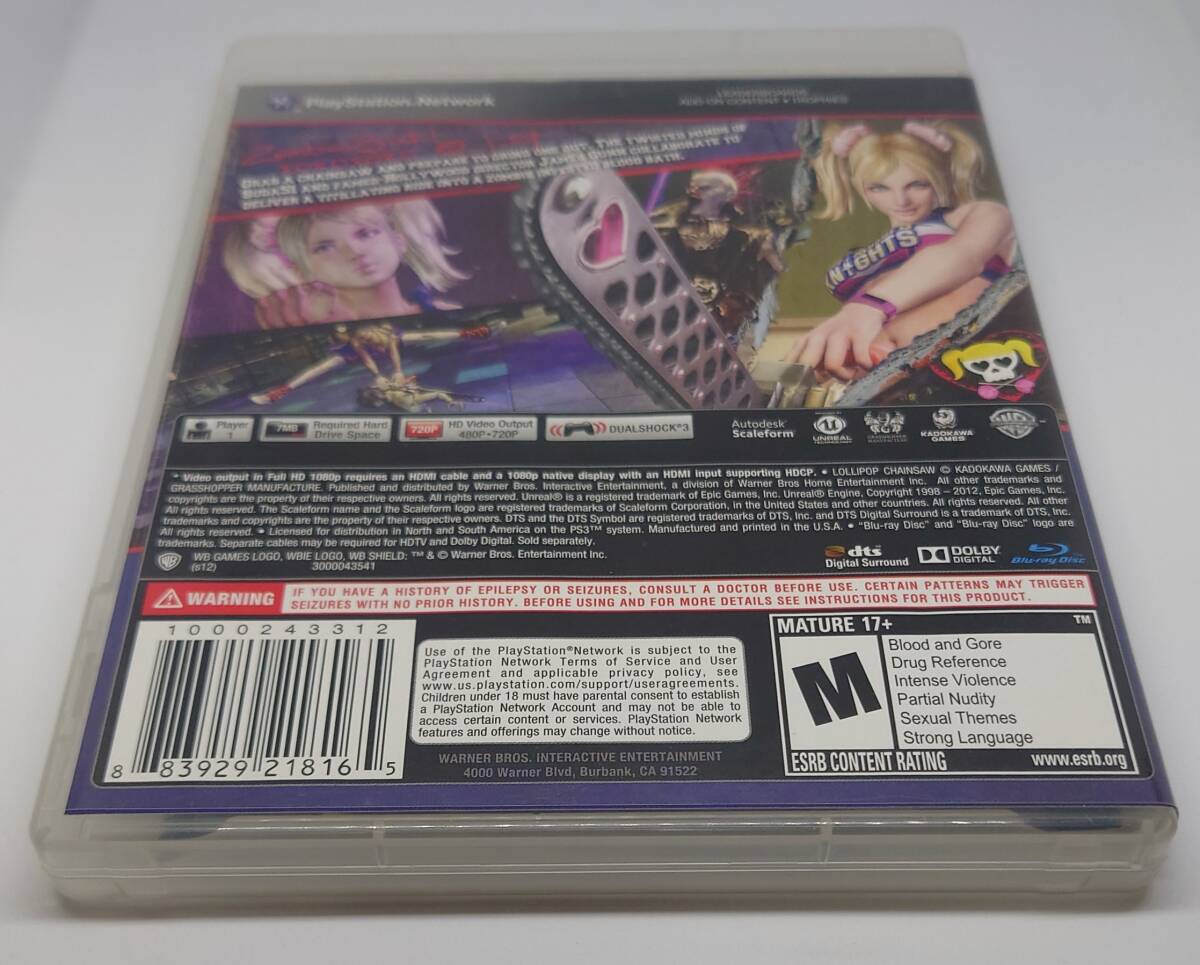 PlayStation®Network
LEADERBOARDS
ADD-ON CONTENT • TROPHIES
GRAB A CHAINSAW AND PREPARE TO GRIND 'EM OUT. THE TWISTED MINDS OF
SUDA51 AND FAMED HOLLYWOOD DIRECTOR JAMES GUNN COLLABORATE TO
DELIVER A TITILLATING RIDE INTO A ZOMBIE INFESTED BLOOD BATH.
KNIGHTS
Player
1
7MB
Required Hard
Drive Space
720P
HD Video Output
480P•720P
DUALSHOCK®3
Autodesk®
Scaleform®
UNREAL
TECHNOLOGY
GRASSHOPPER
MANUFACTURE
KADOKAWA
GAMES
* Video output in Full HD 1080p requires an HDMI cable and a 1080p native display with an HDMI input supporting HDCP. • LOLLIPOP CHAINSAW © KADOKAWA GAMES /
GRASSHOPPER MANUFACTURE. Published and distributed by Warner Bros. Interactive Entertainment, a division of Warner Bros Home Entertainment Inc. All other trademarks and
copyrights are the property of their respective owners. All rights reserved. Unreal® is a registered trademark of Epic Games, Inc. Unreal® Engine, Copyright 1998 – 2012, Epic Games, Inc.
All rights reserved. The Scaleform name and the Scaleform logo are registered trademarks of Scaleform Corporation, in the United States and other countries. All rights reserved. All other
trademarks and copyrights are the property of their respective owners. DTS and the DTS Symbol are registered trademarks of DTS, Inc. and DTS Digital Surround is a trademark of DTS, Inc.
All rights reserved. • Licensed for distribution in North and South America on the PS3™ system. Manufactured and printed in the U.S.A. • "Blu-ray Disc" and "Blu-ray Disc" logo are
trademarks. Separate cables may be required for HDTV and Dolby Digital. Sold separately.
WB GAMES LOGO, WBIE LOGO, WB SHIELD: ™ & © Warner Bros. Entertainment Inc.
(s12)
3000043541
dts
Digital Surround
DOLBY
DIGITAL
Blu-ray Disc
WARNING
IF YOU HAVE A HISTORY OF EPILEPSY OR SEIZURES, CONSULT A DOCTOR BEFORE USE. CERTAIN PATTERNS MAY TRIGGER
SEIZURES WITH NO PRIOR HISTORY. BEFORE USING AND FOR MORE DETAILS SEE INSTRUCTIONS FOR THIS PRODUCT.
1000243312
8 83929 21816 5
Use of the PlayStation®Network is subject to the
PlayStation Network Terms of Service and User
Agreement and applicable privacy policy, see
www.us.playstation.com/support/useragreements.
Children under 18 must have parental consent to establish
a PlayStation Network Account and may not be able to
access certain content or services. PlayStation Network
features and offerings may change without notice.
WARNER BROS. INTERACTIVE ENTERTAINMENT
4000 Warner Blvd, Burbank, CA 91522
MATURE 17+
TM
M
Blood and Gore
Drug Reference
Intense Violence
Partial Nudity
Sexual Themes
Strong Language
ESRB CONTENT RATING
www.esrb.org